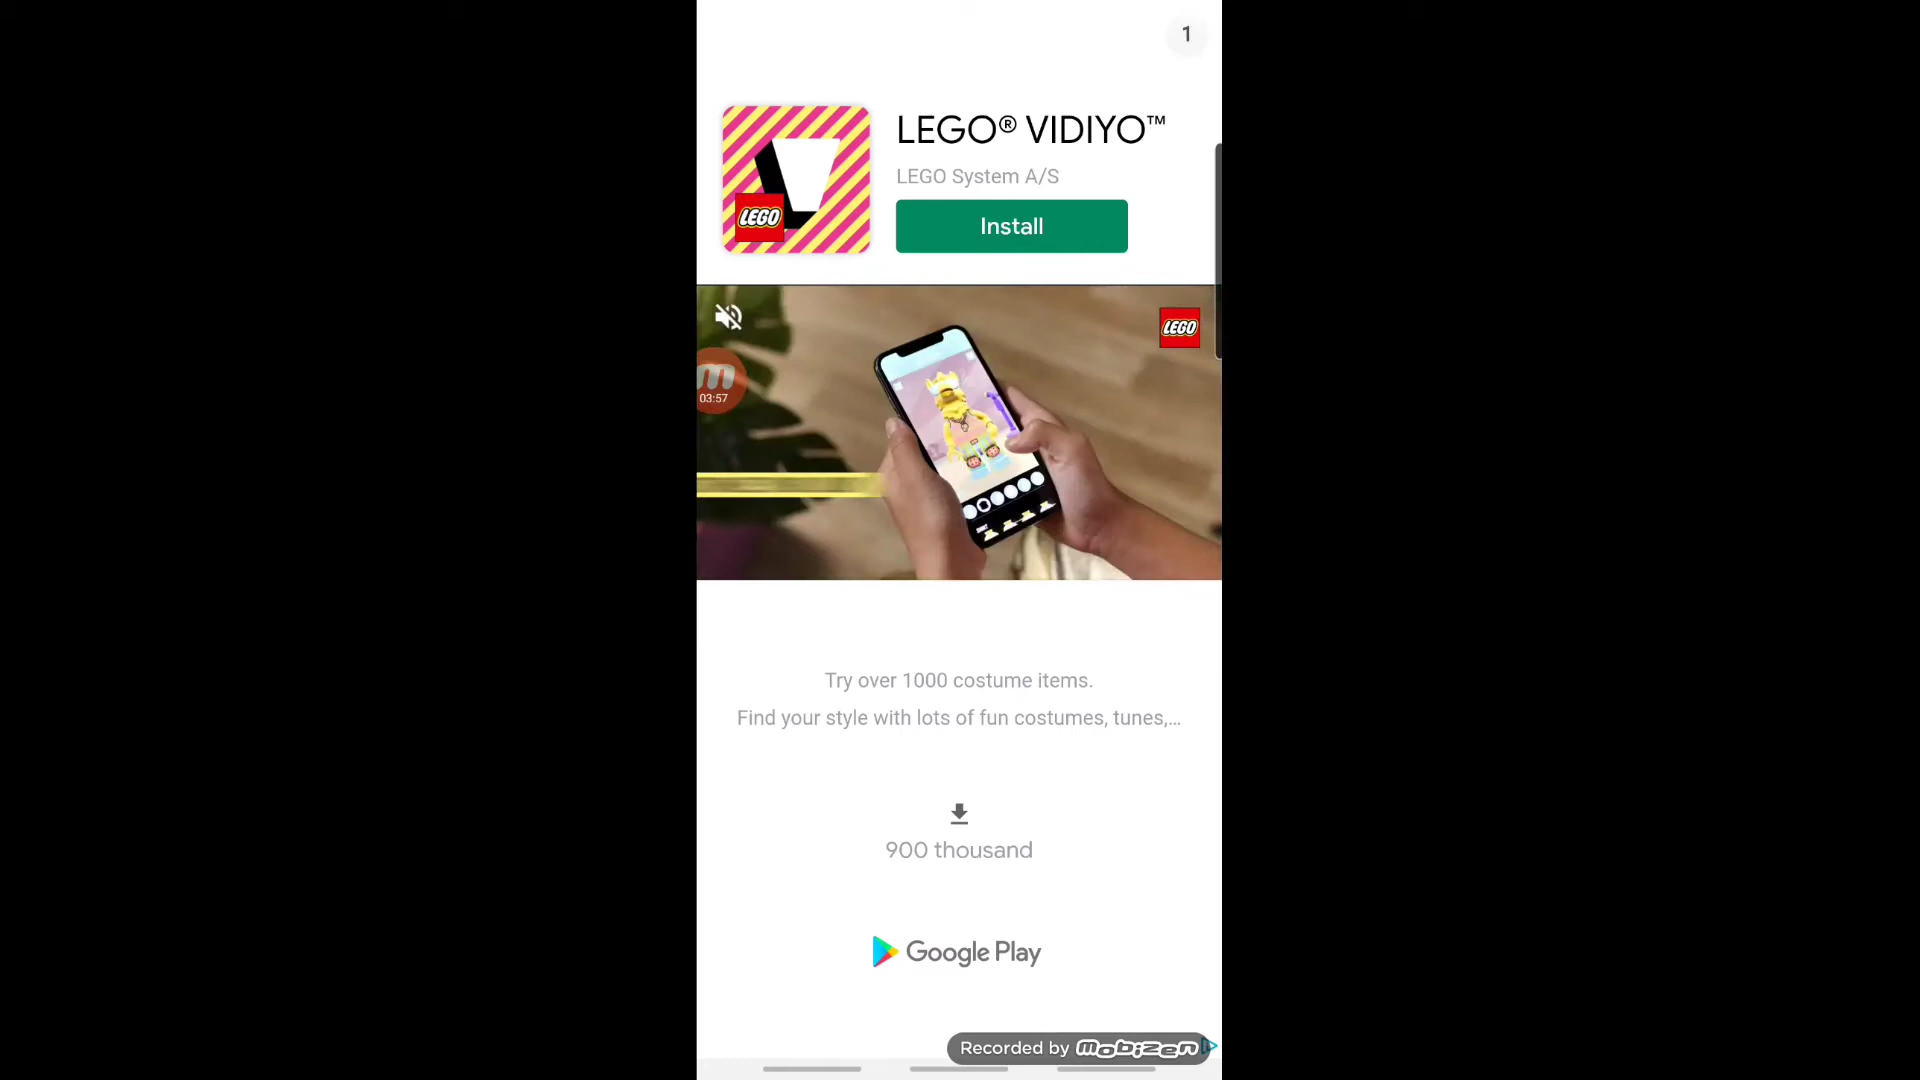 1
LEGO® VIDIYO™
LEGO System A/S
LEGO
Install
LEGO
03:57
Try over 1000 costume items.
Find your style with lots of fun costumes, tunes,...
900 thousand
Google Play
Recorded by mobizen